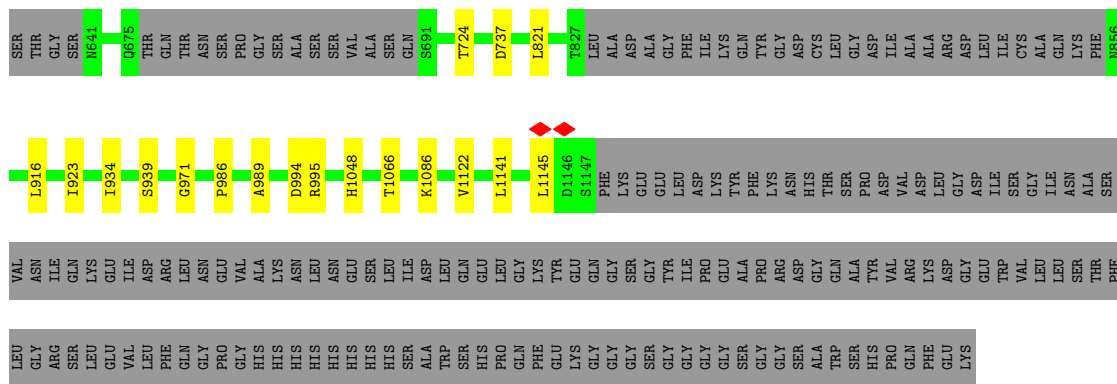 SER THR GLY SER N641 Q675 THR GLN THR ASN SER PRO GLY SER ALA SER SER VAL ALA SER GLN S691 T724 D737 L821 T827 LEU ALA ASP ALA GLY PHE ILE LYS GLN TYR GLY ASP CYS LEU GLY ASP ILE ALA ALA ARG ASP LEU ILE CYS ALA GLN LYS PHE N856
L916 I923 I934 S939 G971 P986 A989 D994 R995 H1048 T1066 K1086 V1122 L1141 L1145 D1146 S1147 PHE LYS GLU GLU LEU ASP LYS TYR PHE LYS ASN HIS THR SER PRO ASP VAL ASP LEU GLY ASP ILE SER GLY ILE ASN ALA SER
VAL ASN ILE GLN LYS GLU ILE ASP ARG LEU ASN GLU VAL ALA LYS ASN LEU ASN GLU SER LEU ILE ASP LEU GLN GLU LEU GLY LYS TYR GLU GLN GLY SER GLY TYR ILE PRO GLU ALA PRO ARG ASP GLY GLN ALA TYR VAL ARG LYS ASP GLY GLU TRP VAL LEU LEU SER THR PHE
LEU GLY ARG SER LEU GLU VAL LEU PHE GLN GLY PRO GLY HIS HIS HIS HIS HIS HIS HIS HIS SER ALA TRP SER HIS PRO GLN PHE GLU LYS GLY GLY GLY SER GLY GLY GLY GLY SER GLY GLY SER ALA TRP SER HIS PRO GLN PHE GLU LYS